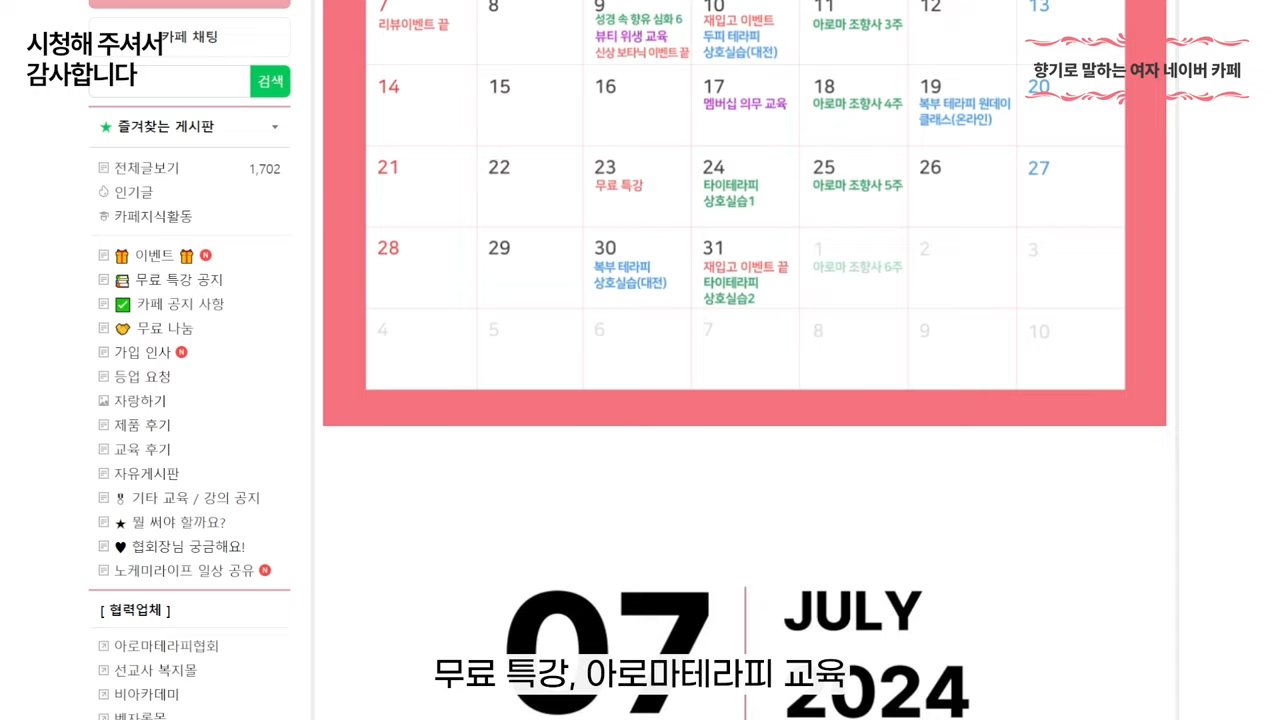 시청해 주셔서
감사합니다
카페 채팅
검색
★ 즐겨찾는 게시판
전체글보기 1,702
인기글
카페지식활동
이벤트 N
무료 특강 공지
카페 공지 사항
무료 나눔
가입 인사 N
등업 요청
자랑하기
제품 후기
교육 후기
자유게시판
기타 교육 / 강의 공지
★ 뭘 써야 할까요?
♥ 협회장님 궁금해요!
노케미라이프 일상 공유 N
[ 협력업체 ]
아로마테라피협회
선교사 복지몰
비아카데미
벤자롱몰
향기로 말하는 여자 네이버 카페
7 8 9 10 11 12 13
리뷰이벤트 끝
성경 속 향유 심화 6
뷰티 위생 교육
신상 보타닉 이벤트 끝
재입고 이벤트
두피 테라피
상호실습(대전)
아로마 조향사 3주
14 15 16 17 18 19 20
멤버십 의무 교육
아로마 조향사 4주
복부 테라피 원데이
클래스(온라인)
21 22 23 24 25 26 27
무료 특강
타이테라피
상호실습1
아로마 조향사 5주
28 29 30 31 1 2 3
복부 테라피
상호실습(대전)
재입고 이벤트 끝
타이테라피
상호실습2
아로마 조향사 6주
4 5 6 7 8 9 10
07
JULY
2024
무료 특강, 아로마테라피 교육